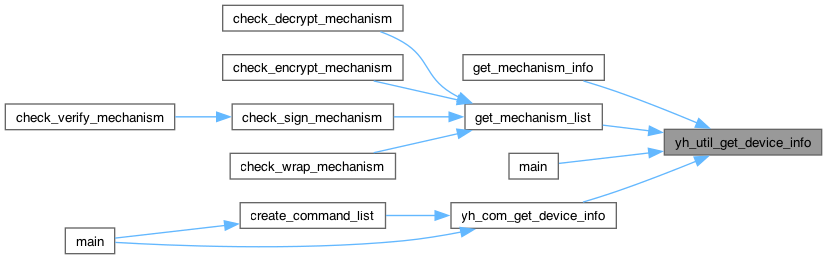 check_decrypt_mechanism
check_encrypt_mechanism
get_mechanism_info
check_verify_mechanism
check_sign_mechanism
get_mechanism_list
yh_util_get_device_info
check_wrap_mechanism
main
create_command_list
yh_com_get_device_info
main